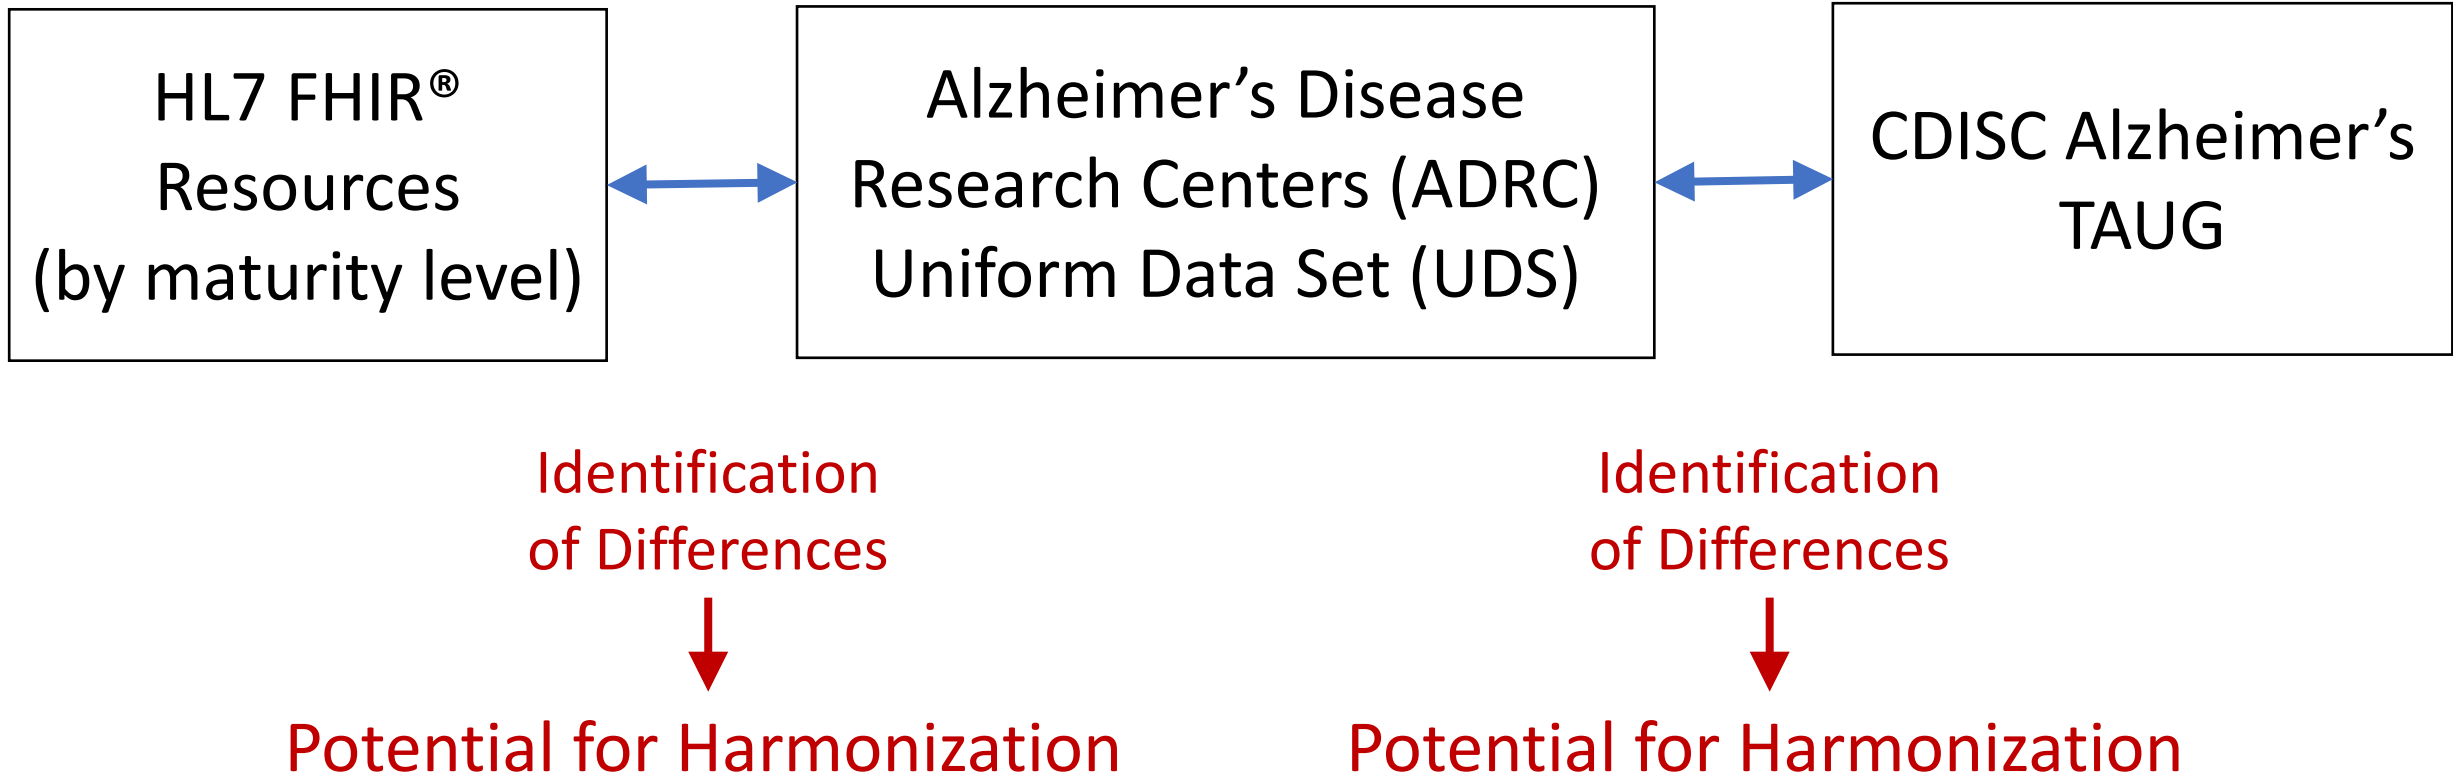 HL7 FHIR®
Resources
(by maturity level)
Alzheimer’s Disease
Research Centers (ADRC)
Uniform Data Set (UDS)
CDISC Alzheimer’s
TAUG
Identification
of Differences
Potential for Harmonization
Identification
of Differences
Potential for Harmonization